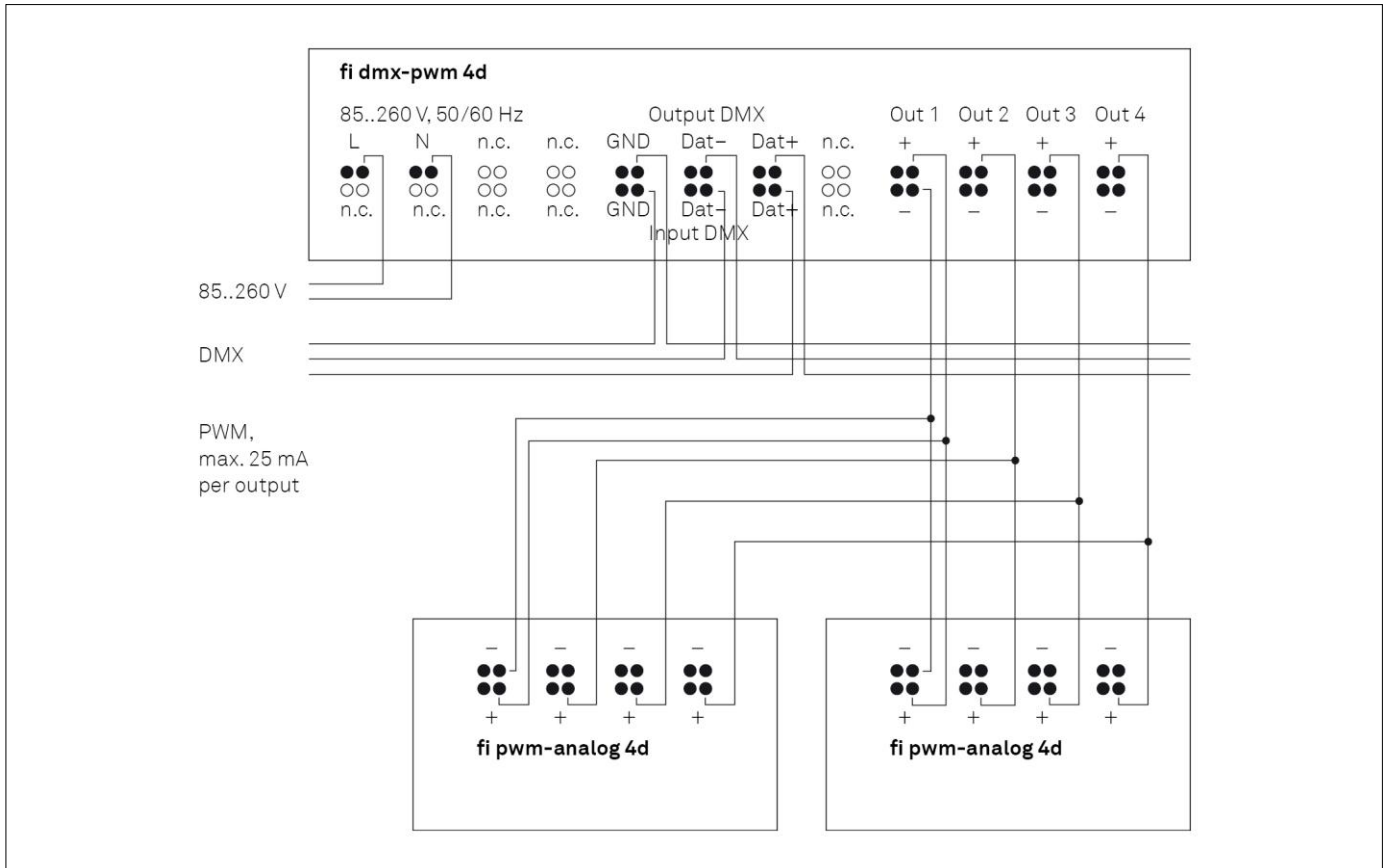 fi dmx-pwm 4d
85..260 V, 50/60 Hz Output DMX Out 1 Out 2 Out 3 Out 4
L N n.c. n.c. GND Dat– Dat+ n.c. + + + +
n.c. n.c. n.c. n.c. GND Dat– Dat+ n.c. – – – –
Input DMX
85..260 V
DMX
PWM,
max. 25 mA
per output
– – – – – – – –
+ + + + + + + +
fi pwm-analog 4d fi pwm-analog 4d